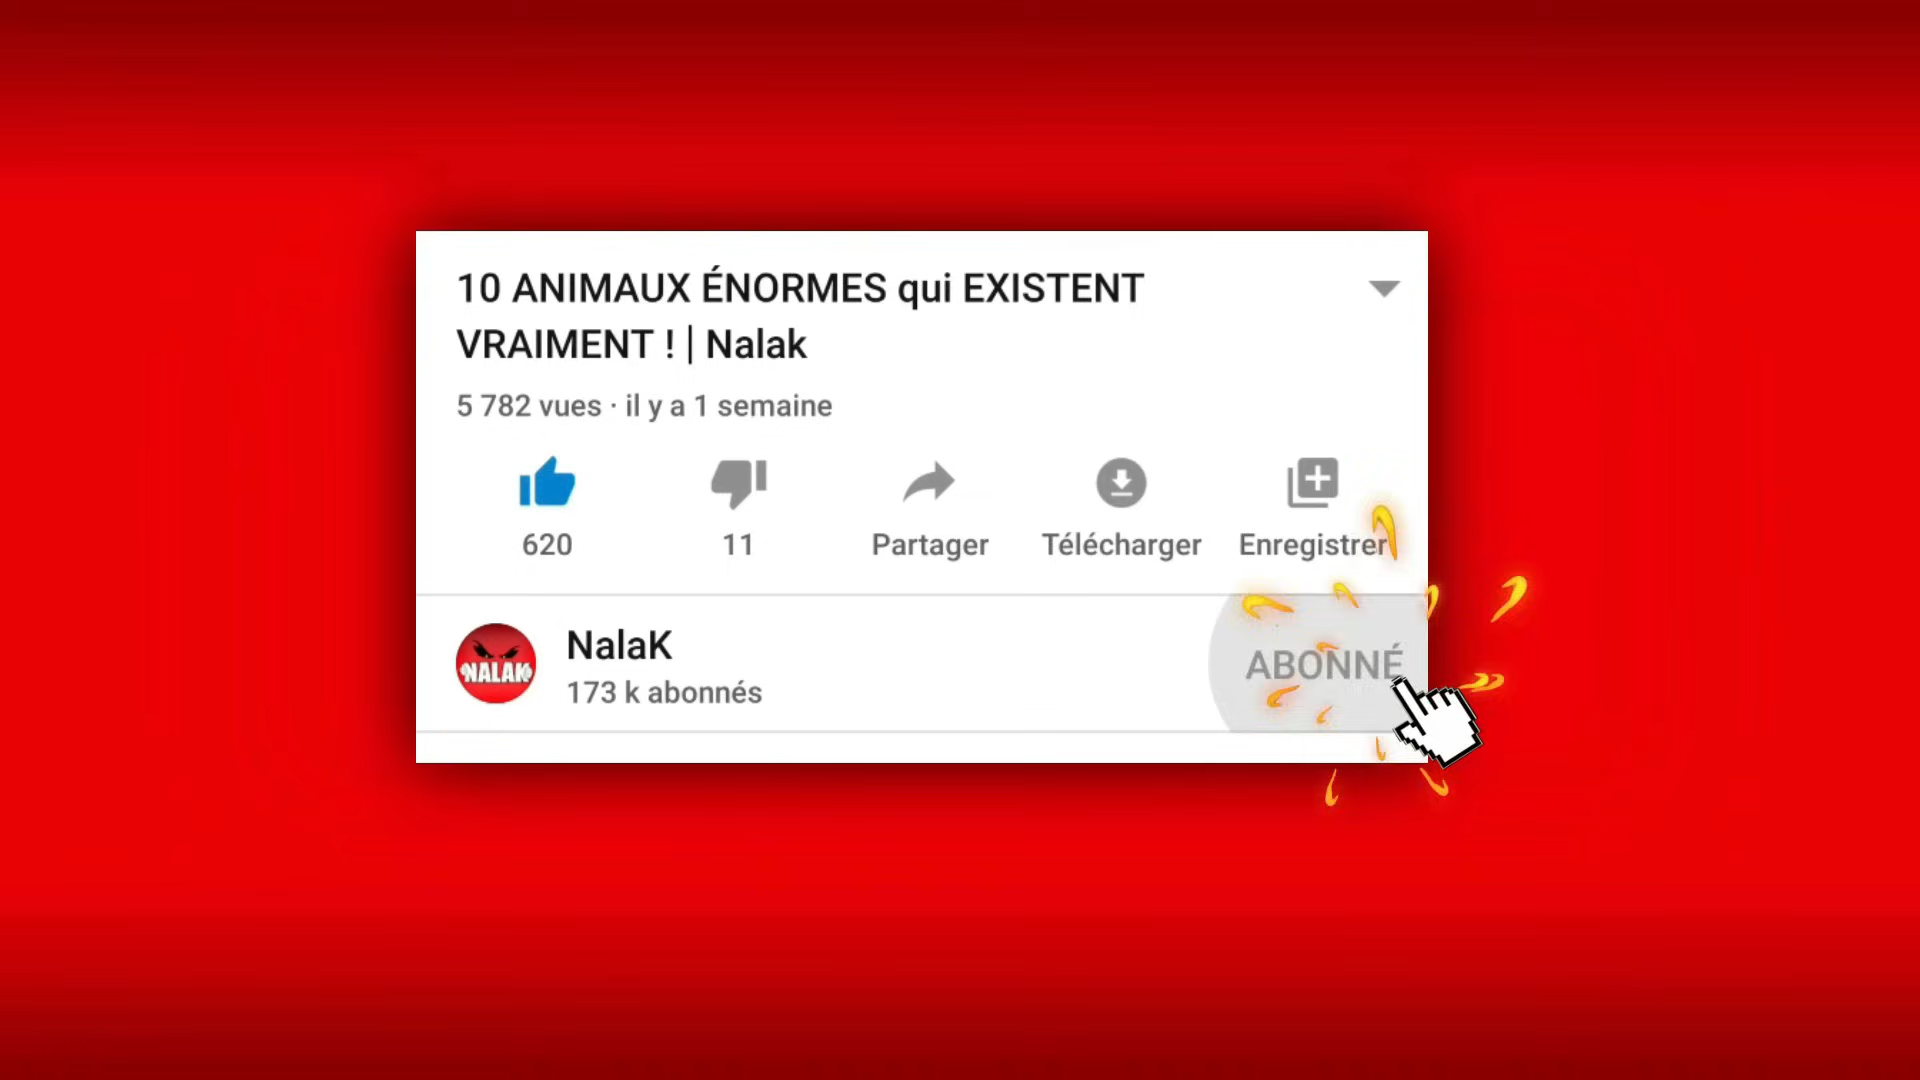 10 ANIMAUX ÉNORMES qui EXISTENT
VRAIMENT ! | Nalak
5 782 vues · il y a 1 semaine
620
11
Partager
Télécharger
Enregistrer
NALAK
NalaK
173 k abonnés
ABONNÉ